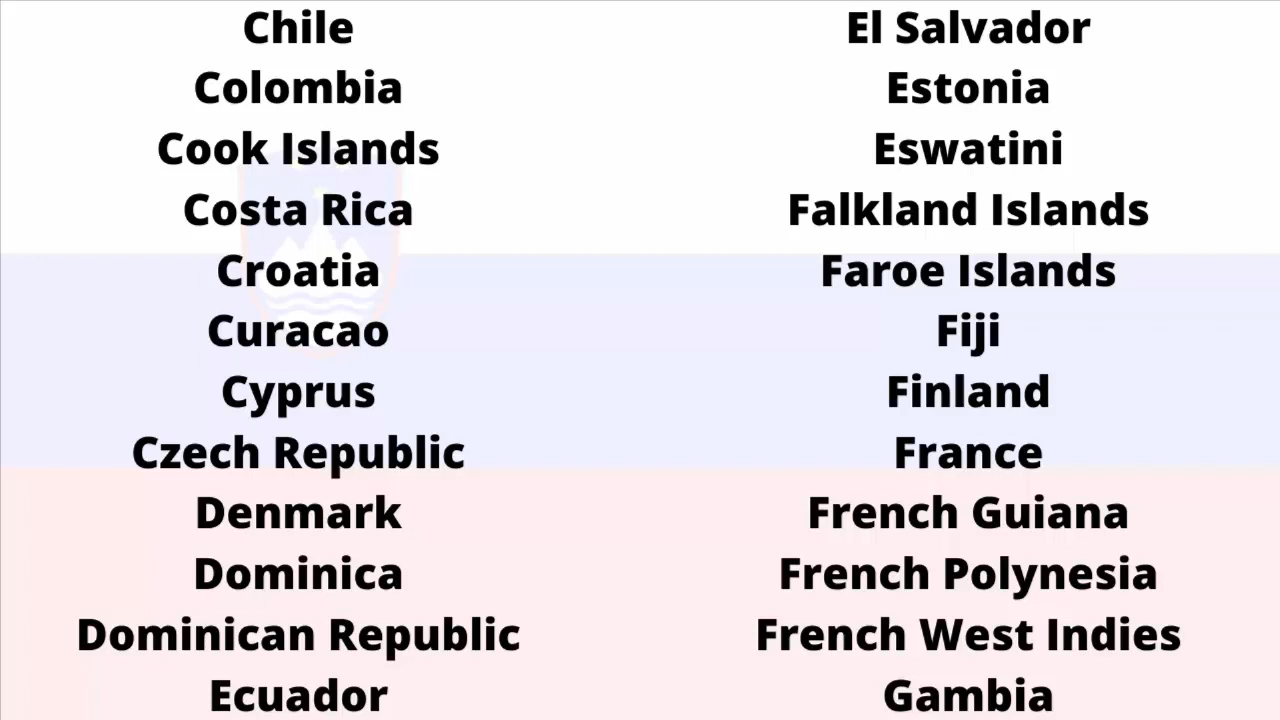 Chile
Colombia
Cook Islands
Costa Rica
Croatia
Curacao
Cyprus
Czech Republic
Denmark
Dominica
Dominican Republic
Ecuador
El Salvador
Estonia
Eswatini
Falkland Islands
Faroe Islands
Fiji
Finland
France
French Guiana
French Polynesia
French West Indies
Gambia